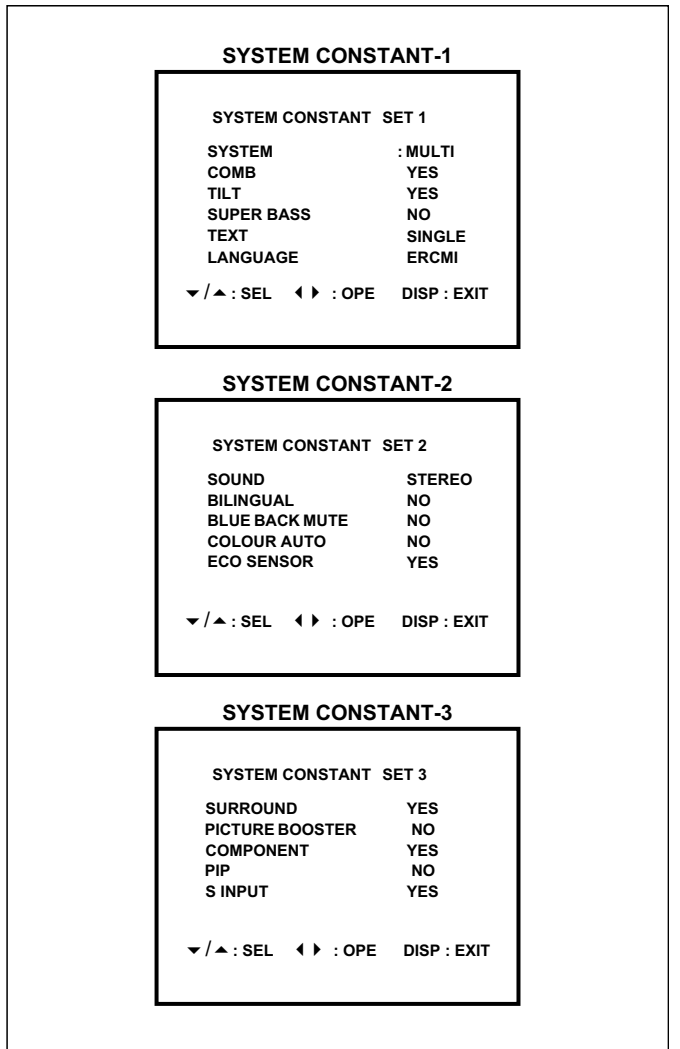 SYSTEM CONSTANT-1
SYSTEM CONSTANT SET 1
SYSTEM : MULTI
COMB YES
TILT YES
SUPER BASS NO
TEXT SINGLE
LANGUAGE ERCMI
▼/▲ : SEL ◀ ▶ : OPE DISP : EXIT
SYSTEM CONSTANT-2
SYSTEM CONSTANT SET 2
SOUND STEREO
BILINGUAL NO
BLUE BACK MUTE NO
COLOUR AUTO NO
ECO SENSOR YES
▼/▲ : SEL ◀ ▶ : OPE DISP : EXIT
SYSTEM CONSTANT-3
SYSTEM CONSTANT SET 3
SURROUND YES
PICTURE BOOSTER NO
COMPONENT YES
PIP NO
S INPUT YES
▼/▲ : SEL ◀ ▶ : OPE DISP : EXIT